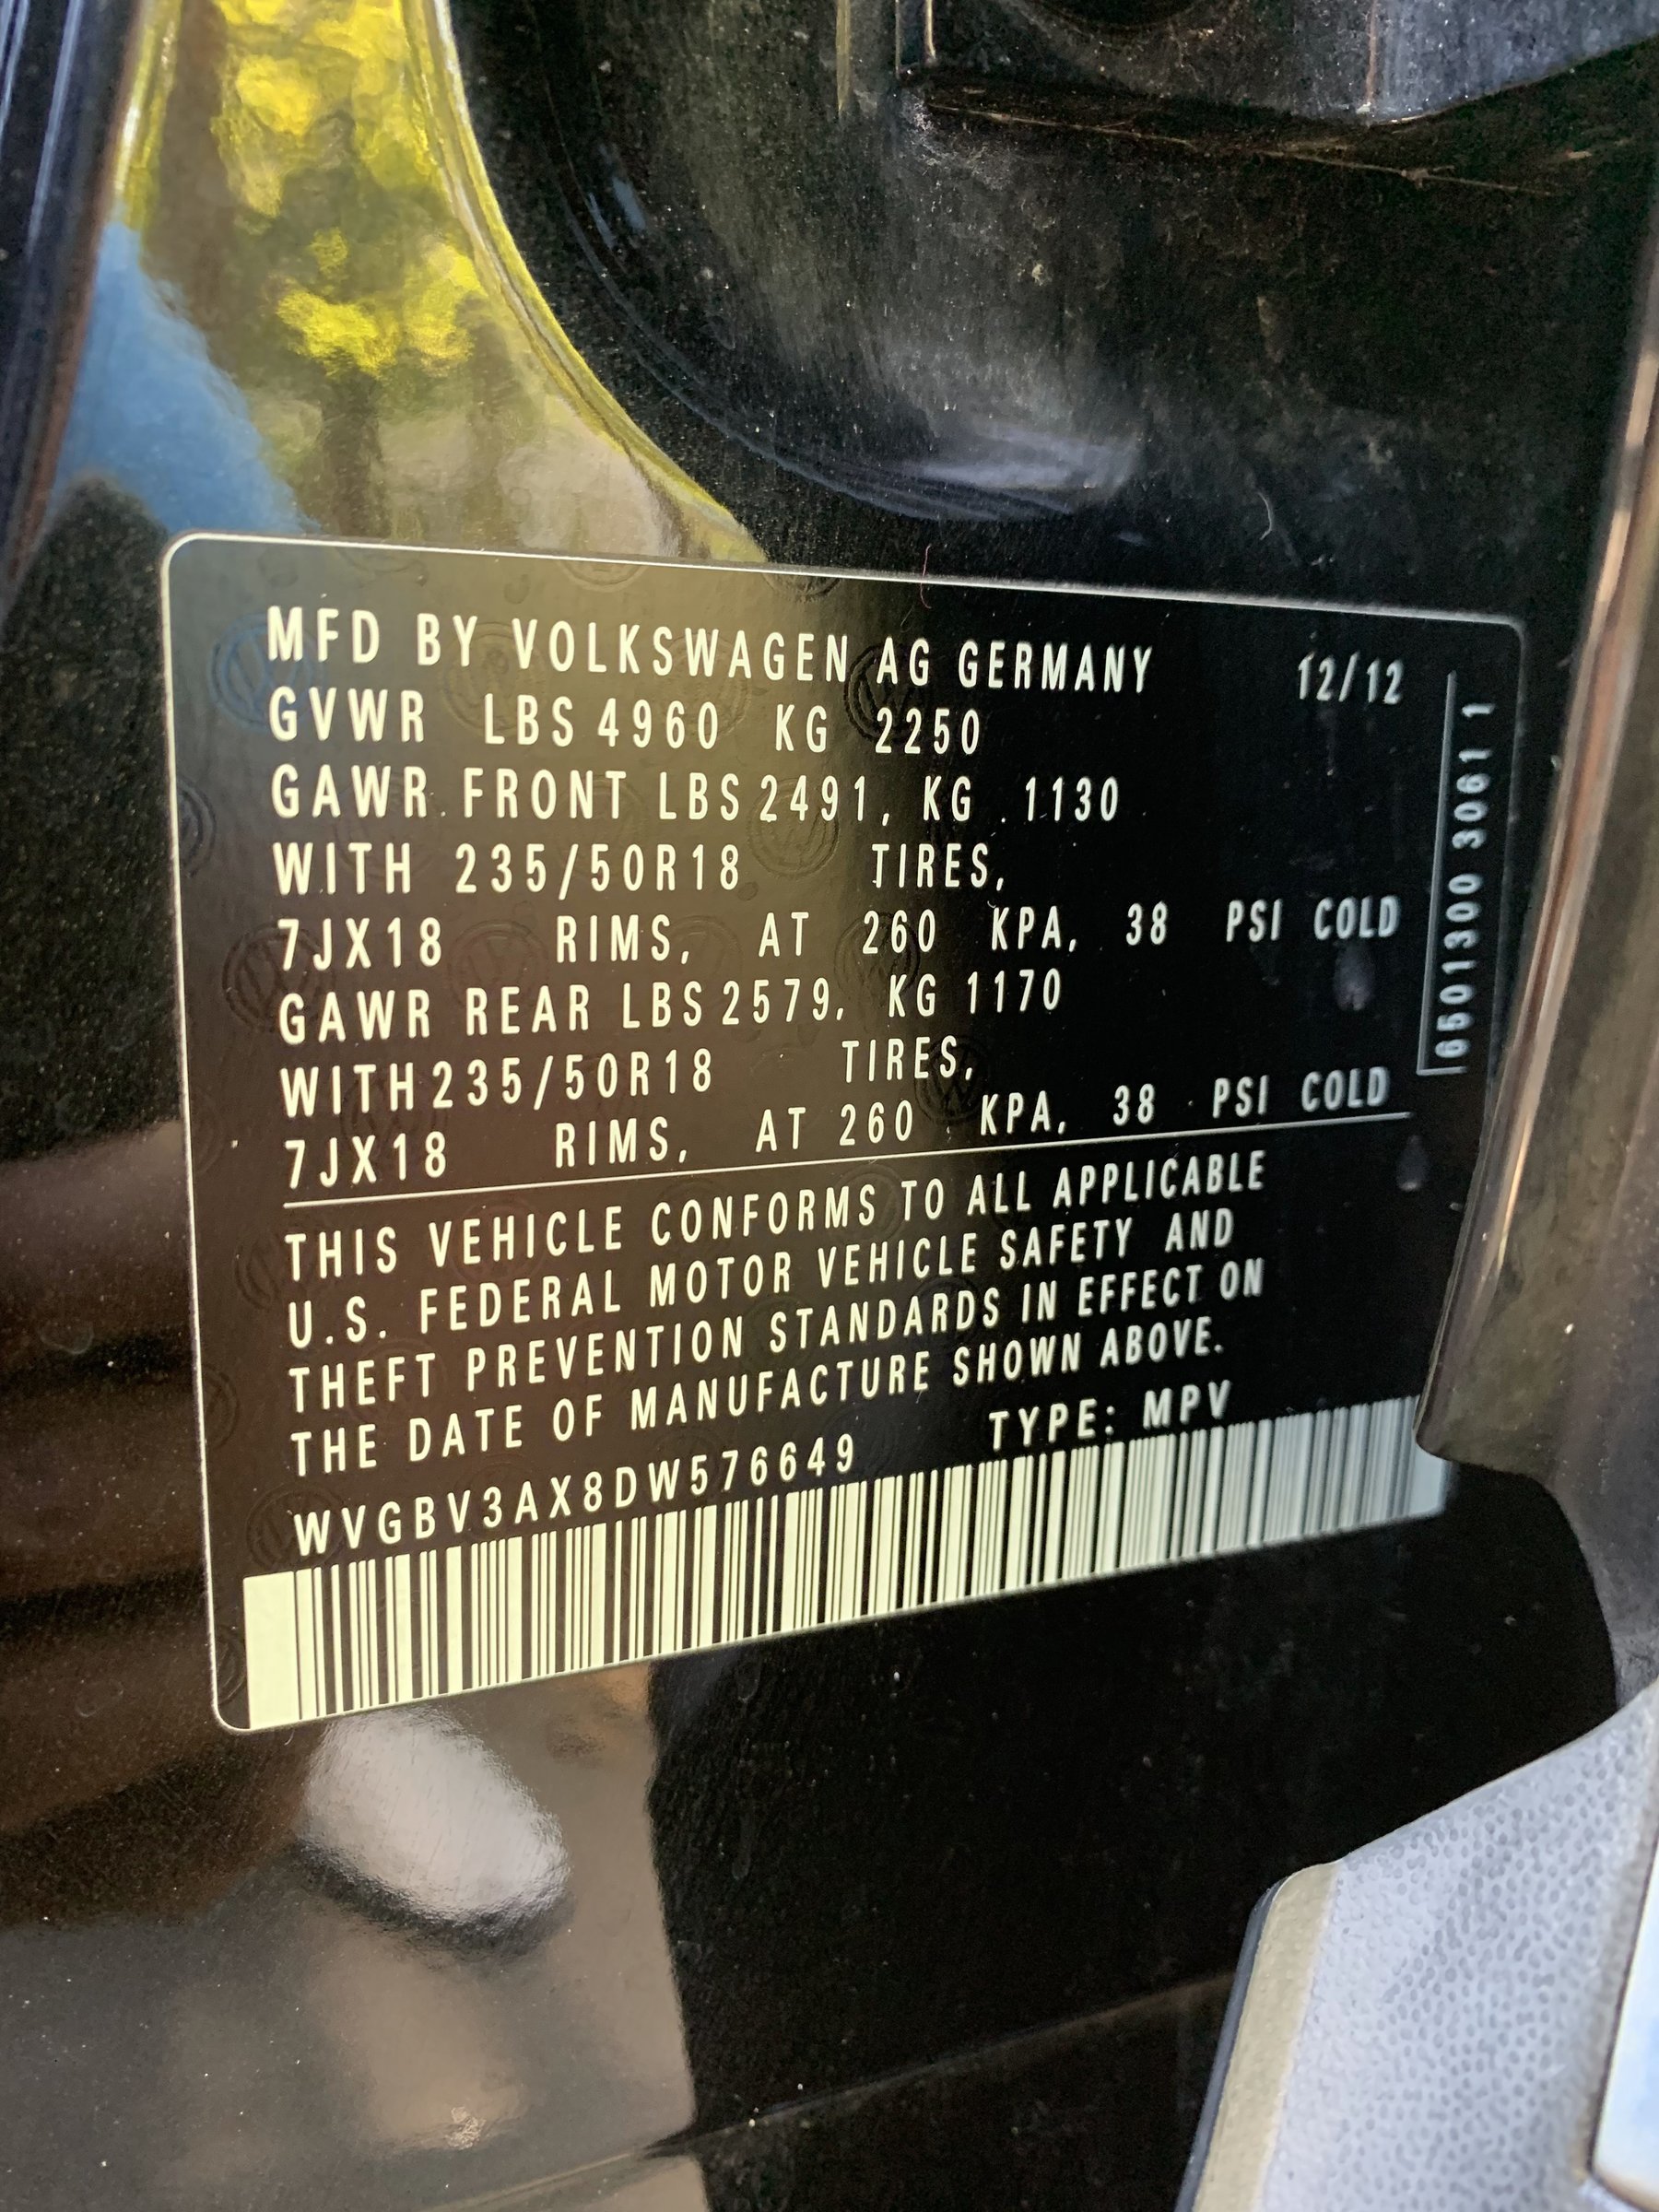 MFD BY VOLKSWAGEN AG GERMANY 12/12
GVWR LBS 4960 KG 2250
GAWR FRONT LBS 2491, KG 1130
WITH 235/50R18 TIRES,
7JX18 RIMS, AT 260 KPA, 38 PSI COLD
GAWR REAR LBS 2579, KG 1170
WITH 235/50R18 TIRES,
7JX18 RIMS, AT 260 KPA, 38 PSI COLD
THIS VEHICLE CONFORMS TO ALL APPLICABLE
U.S. FEDERAL MOTOR VEHICLE SAFETY AND
THEFT PREVENTION STANDARDS IN EFFECT ON
THE DATE OF MANUFACTURE SHOWN ABOVE.
WVGBV3AX8DW576649 TYPE: MPV
6501300 3061 1